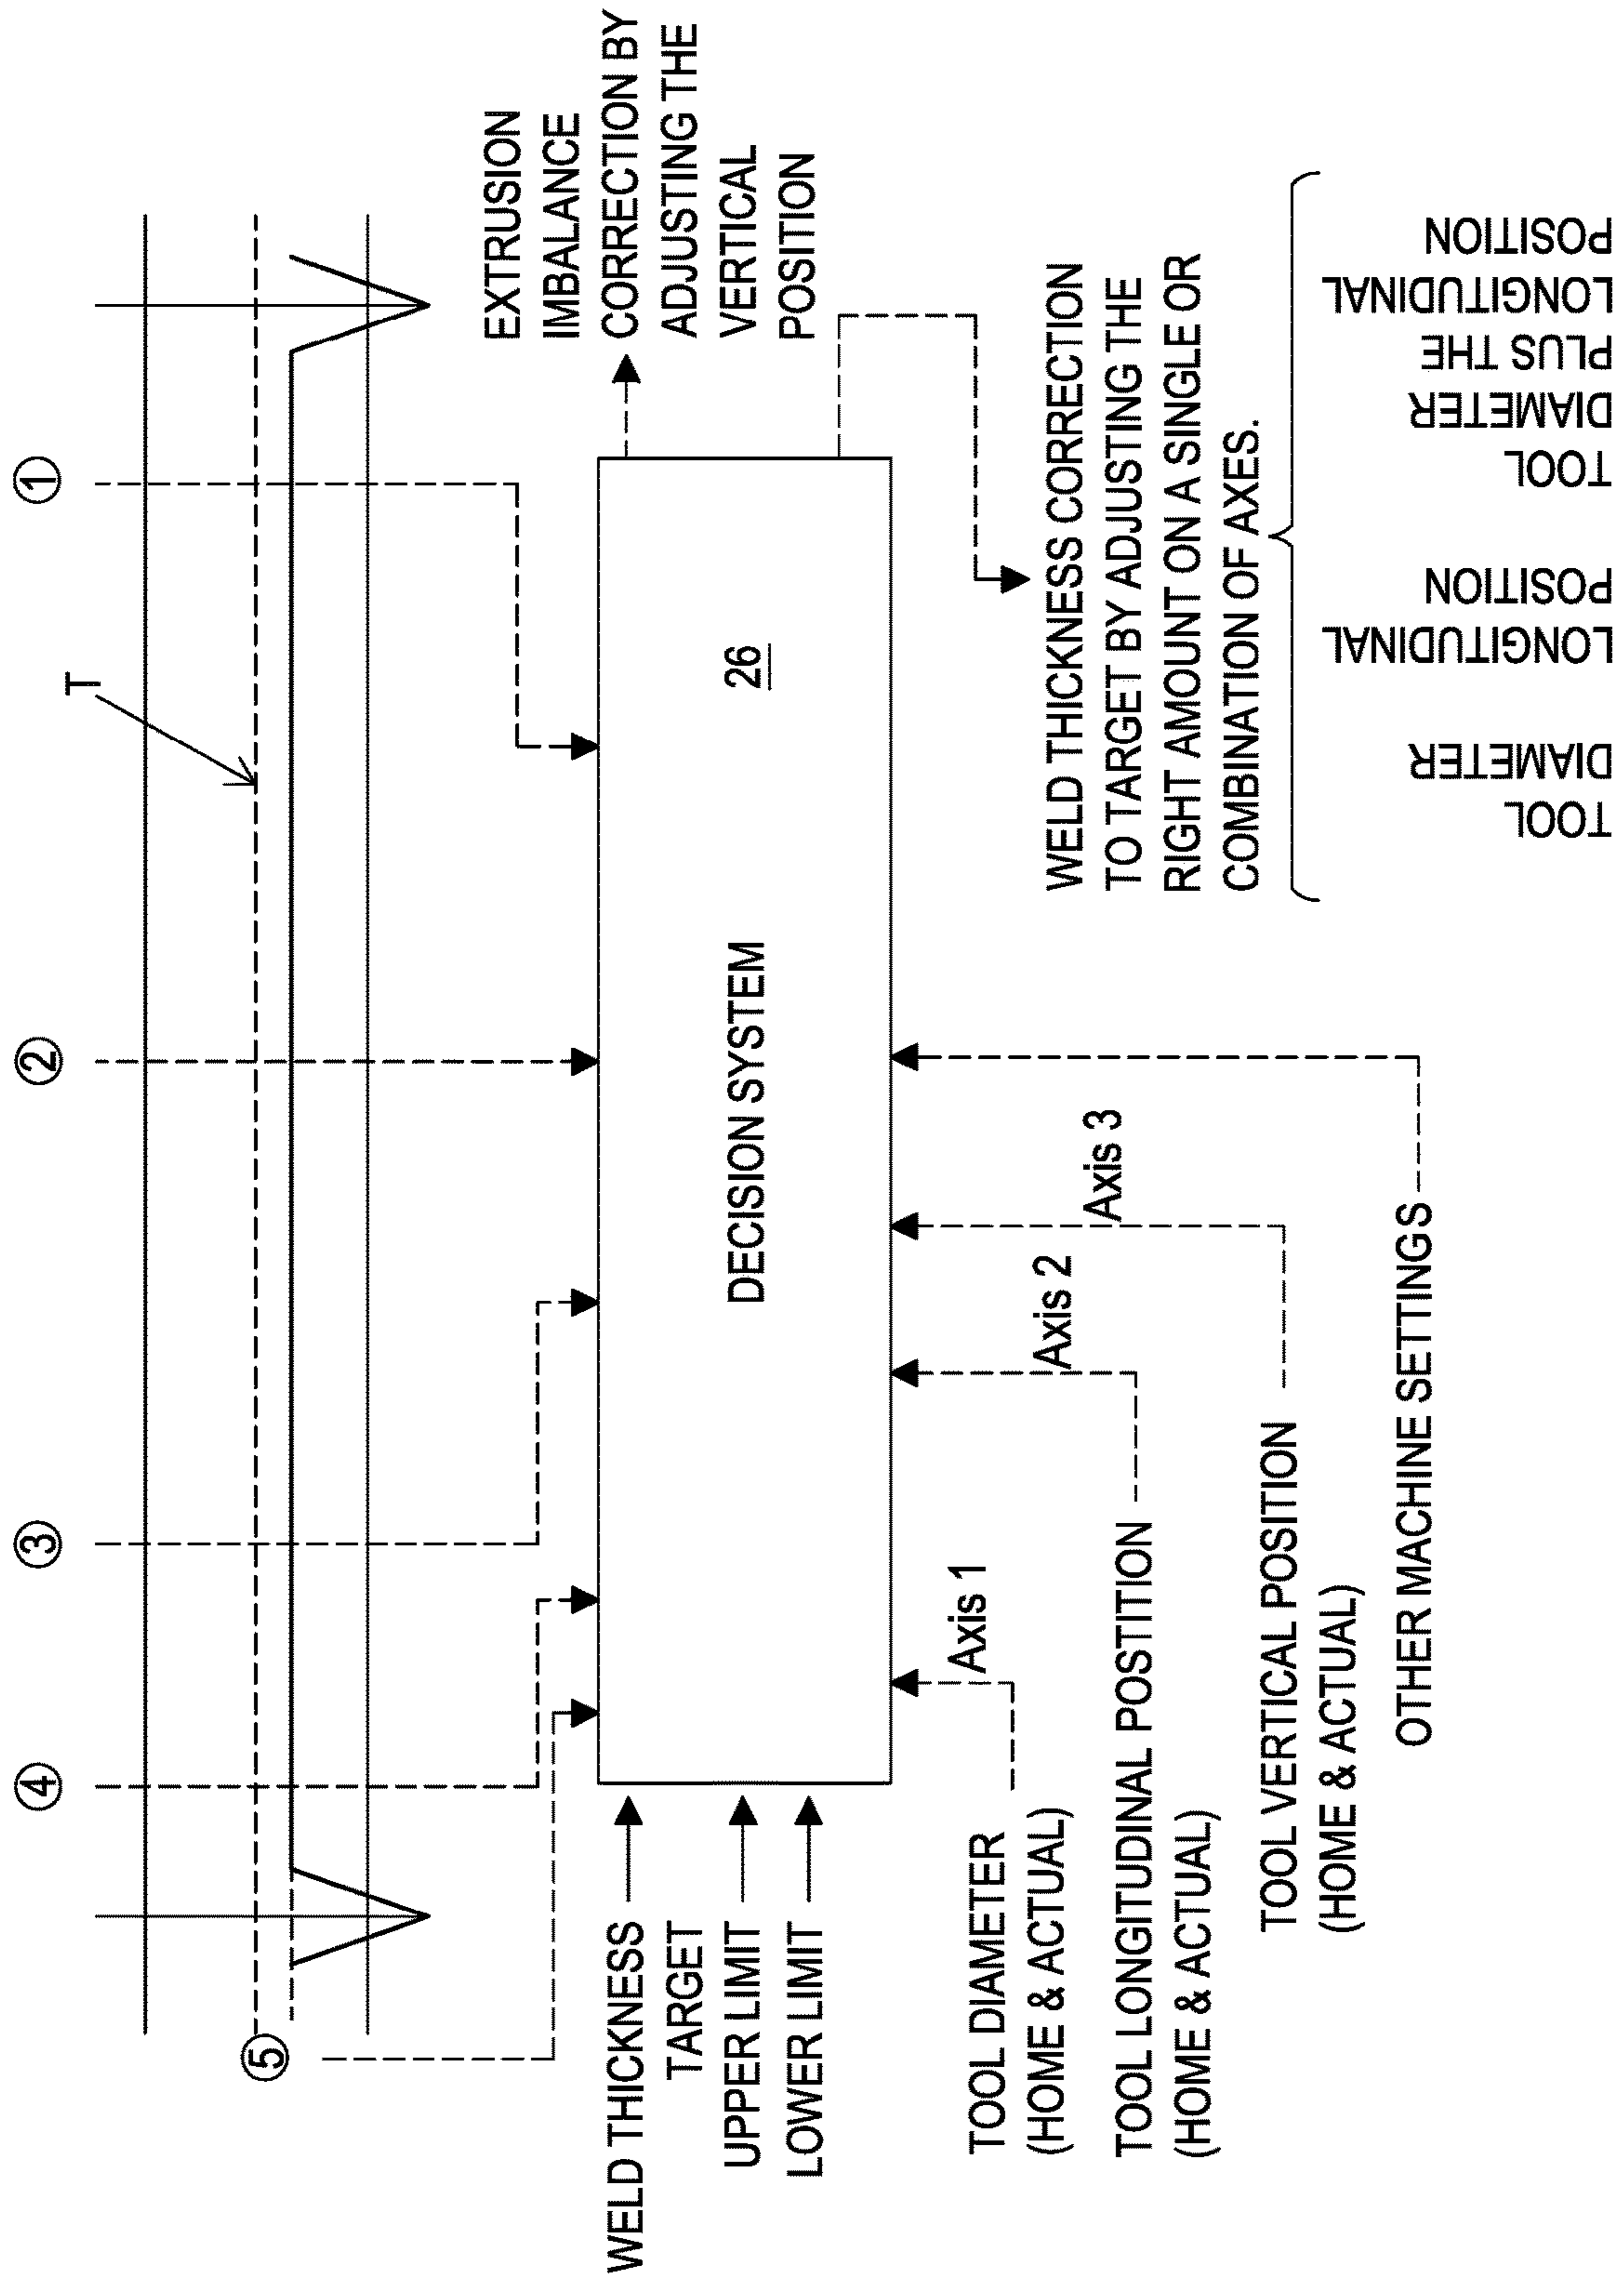 ④
③
②
①
⑤
T
WELD THICKNESS
TARGET
UPPER LIMIT
LOWER LIMIT
DECISION SYSTEM
26
EXTRUSION
IMBALANCE
CORRECTION BY
ADJUSTING THE
VERTICAL
POSITION
Axis 1
Axis 2
Axis 3
TOOL DIAMETER
(HOME & ACTUAL)
TOOL LONGITUDINAL POSTITION
(HOME & ACTUAL)
TOOL VERTICAL POSITION
(HOME & ACTUAL)
OTHER MACHINE SETTINGS
WELD THICKNESS CORRECTION
TO TARGET BY ADJUSTING THE
RIGHT AMOUNT ON A SINGLE OR
COMBINATION OF AXES.
TOOL
DIAMETER
LONGITUDINAL
POSITION
TOOL
DIAMETER
PLUS THE
LONGITUDINAL
POSITION